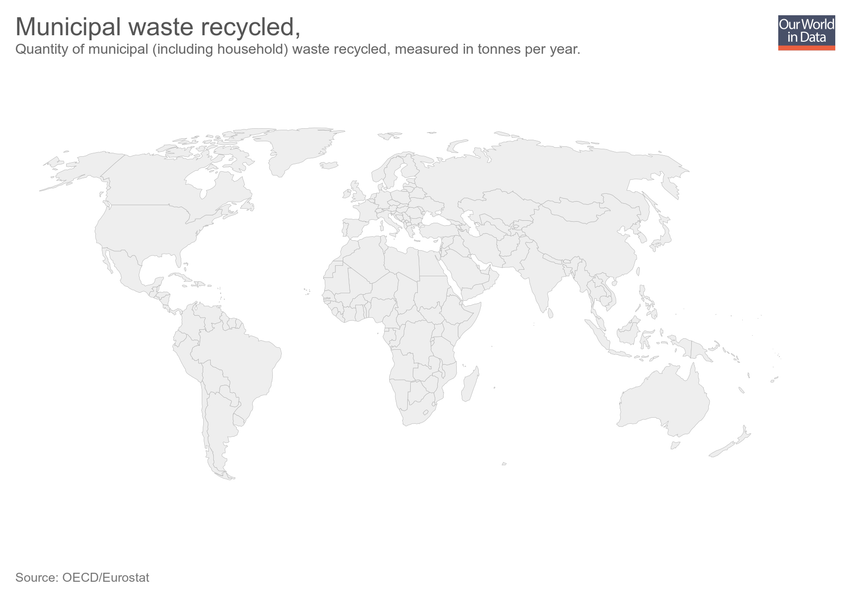 Municipal waste recycled,
Quantity of municipal (including household) waste recycled, measured in tonnes per year.
Our World
in Data
Source: OECD/Eurostat